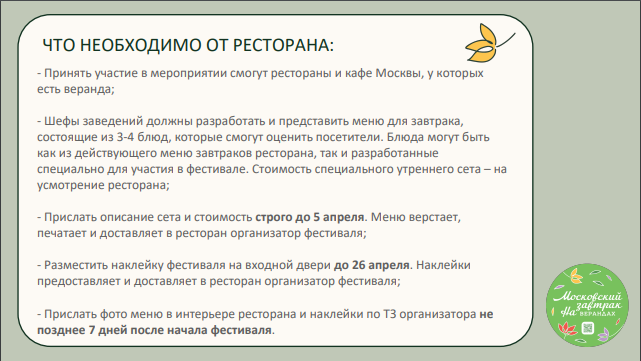 ЧТО НЕОБХОДИМО ОТ РЕСТОРАНА:
- Принять участие в мероприятии смогут рестораны и кафе Москвы, у которых
есть веранда;
- Шефы заведений должны разработать и представить меню для завтрака,
состоящие из 3-4 блюд, которые смогут оценить посетители. Блюда могут быть
как из действующего меню завтраков ресторана, так и разработанные
специально для участия в фестивале. Стоимость специального утреннего сета – на
усмотрение ресторана;
- Прислать описание сета и стоимость строго до 5 апреля. Меню верстает,
печатает и доставляет в ресторан организатор фестиваля;
- Разместить наклейку фестиваля на входной двери до 26 апреля. Наклейки
предоставляет и доставляет в ресторан организатор фестиваля;
- Прислать фото меню в интерьере ресторана и наклейки по ТЗ организатора не
позднее 7 дней после начала фестиваля.
Московский
завтрак
На ВЕРАНДАХ